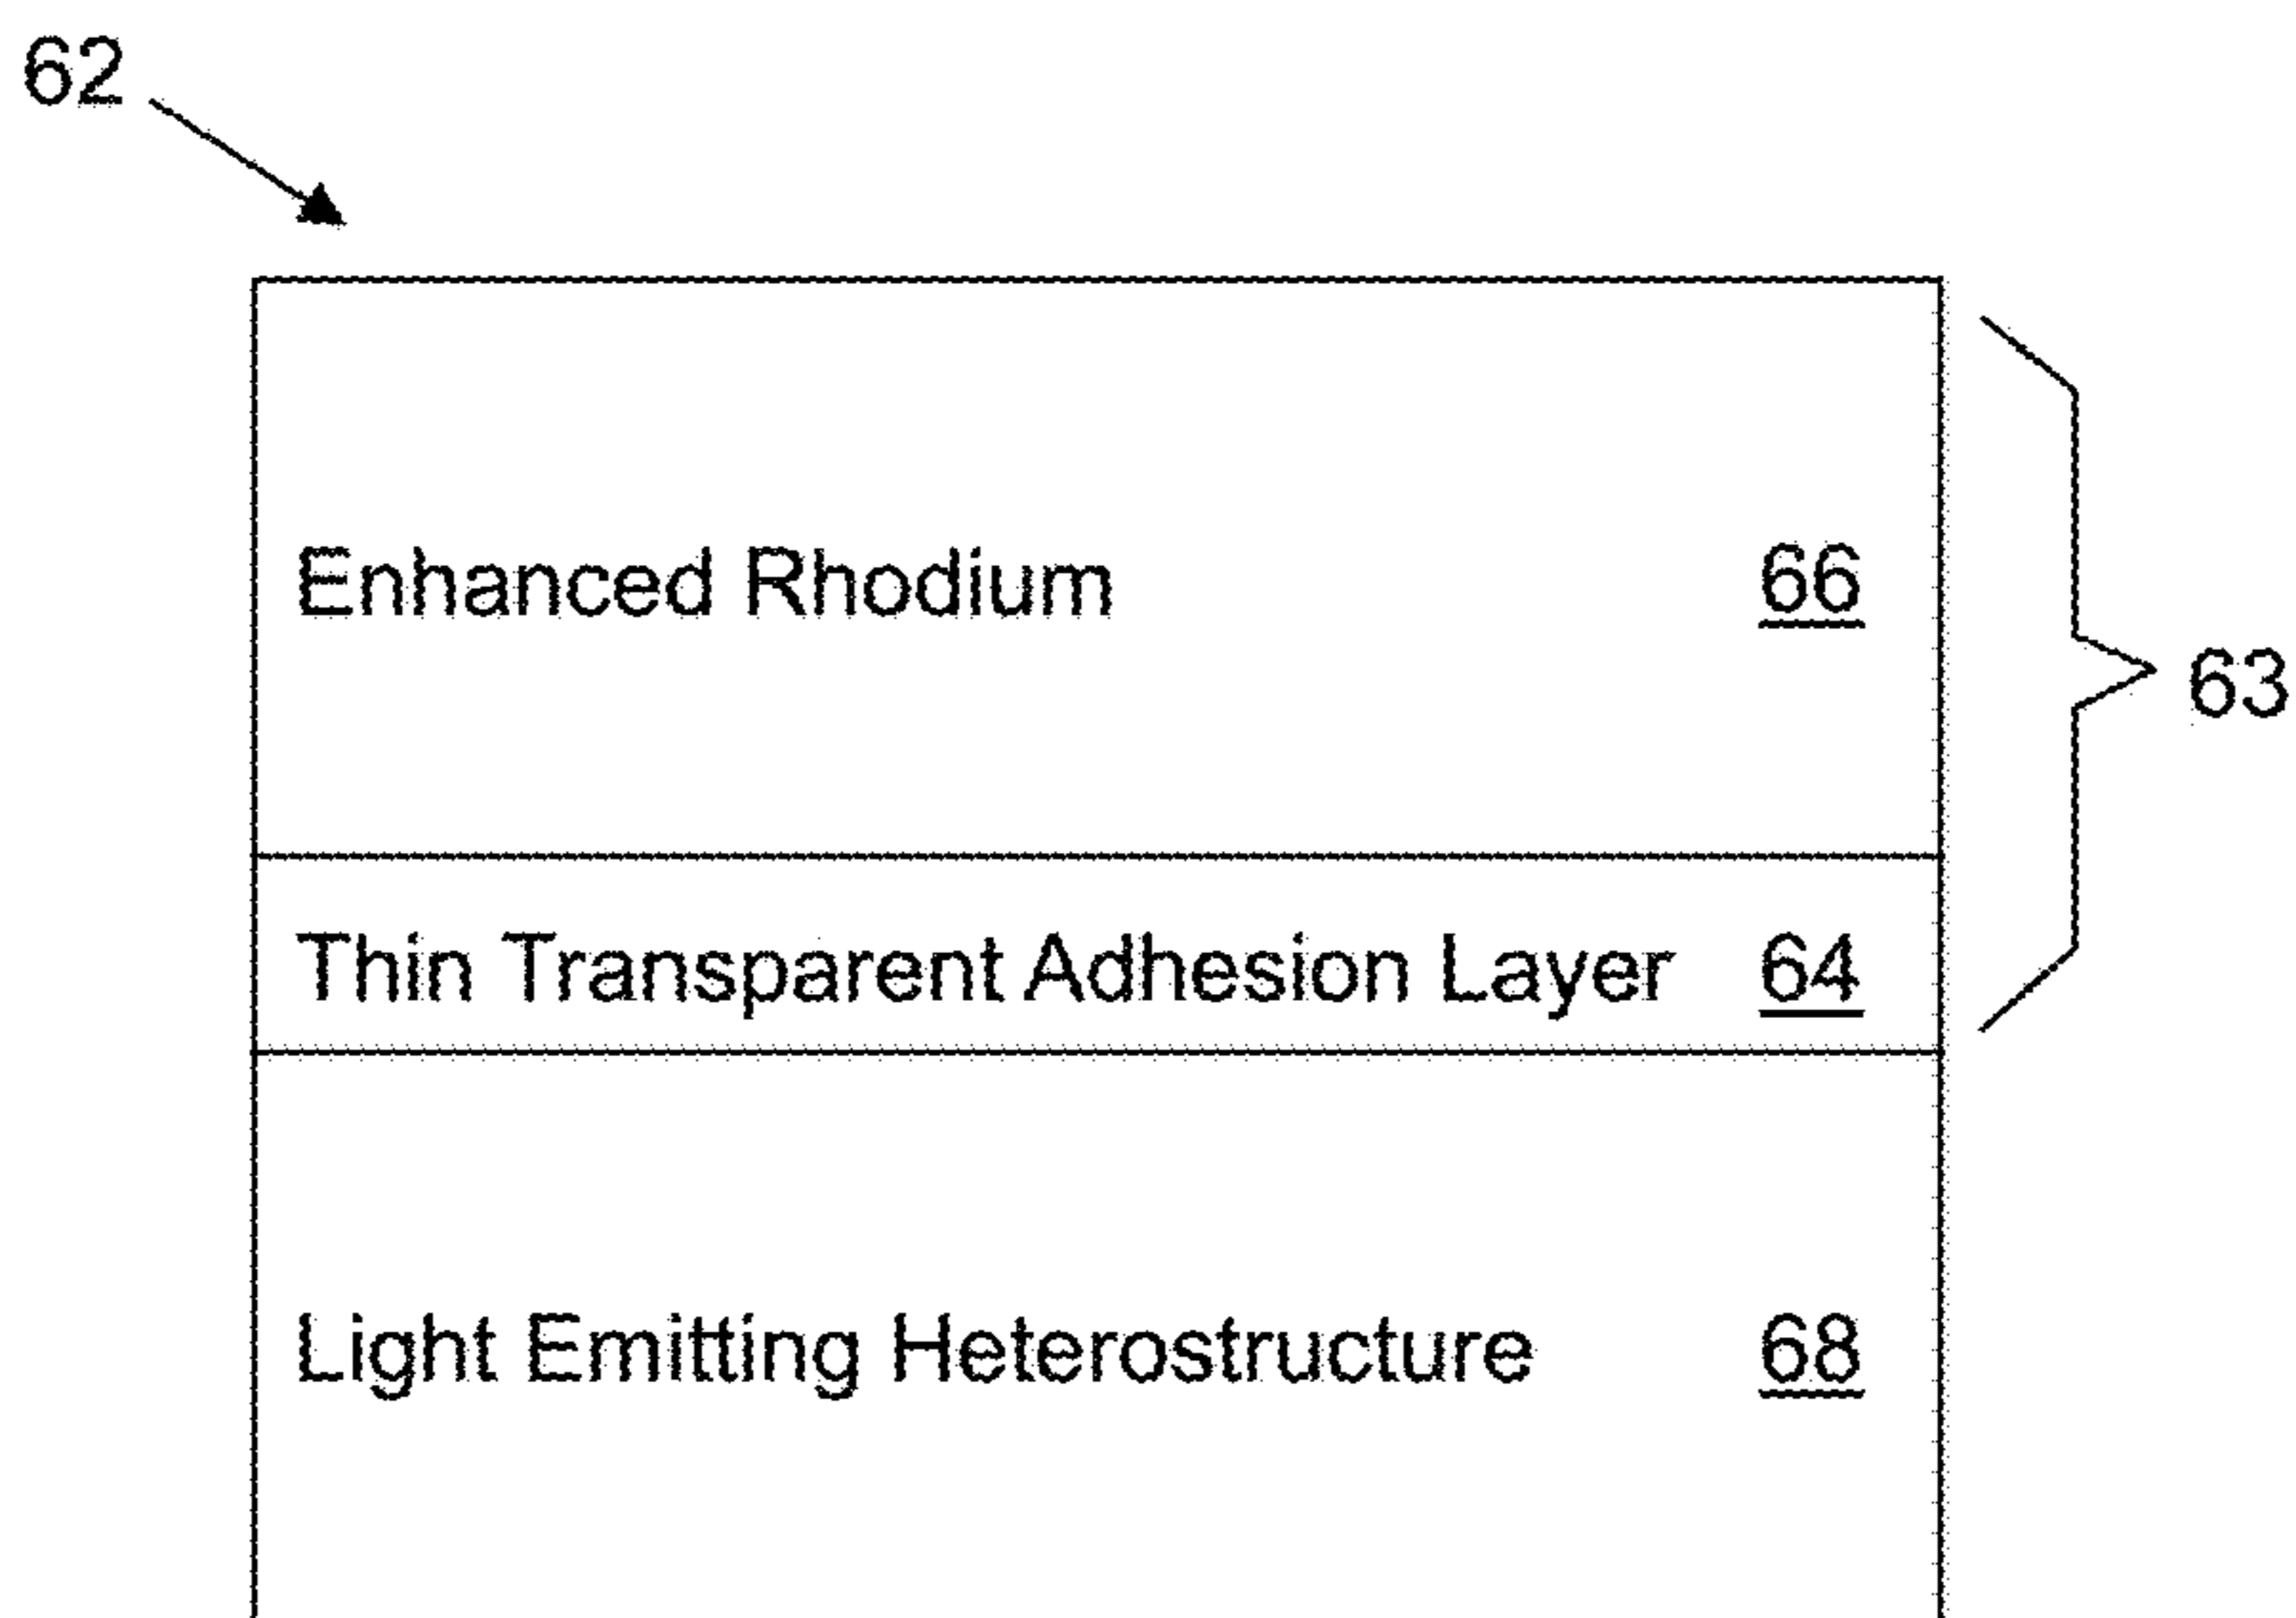 62
Enhanced Rhodium 66
63
Thin Transparent Adhesion Layer 64
Light Emitting Heterostructure 68